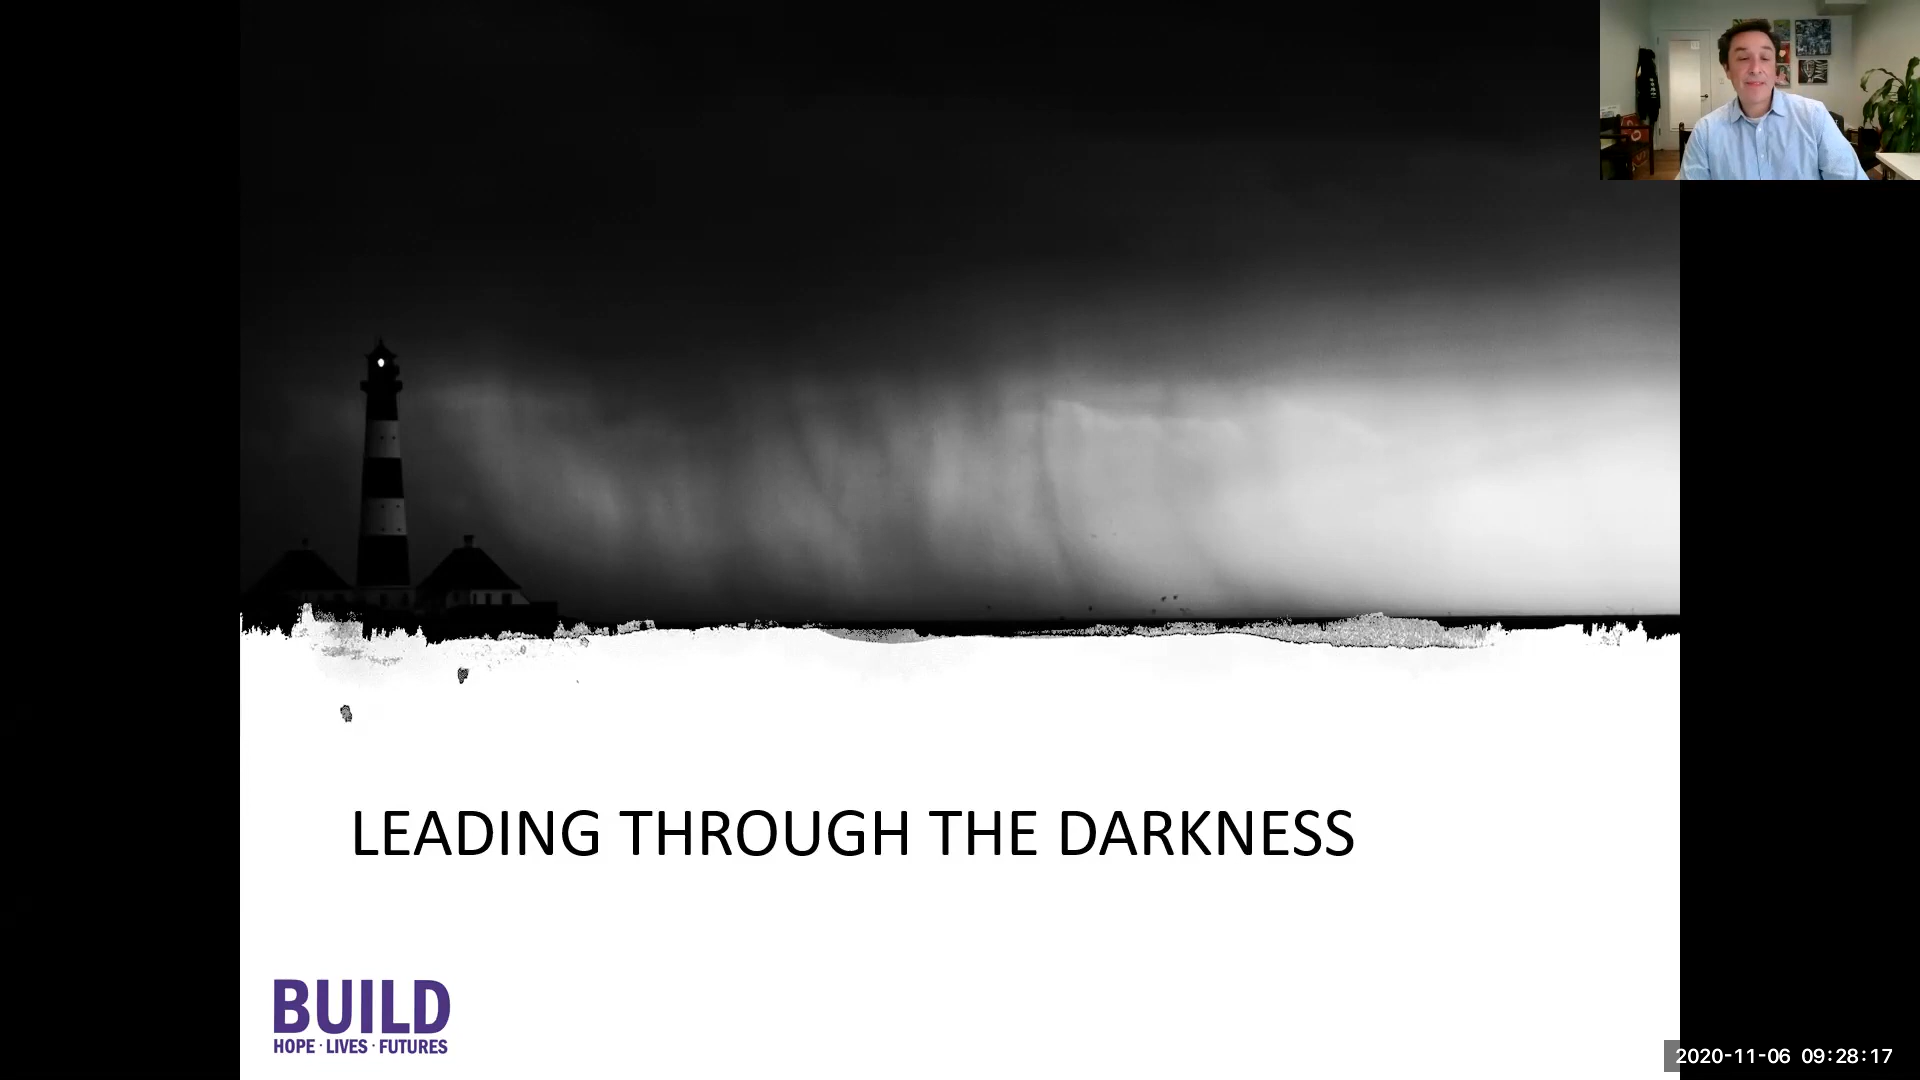 LEADING THROUGH THE DARKNESS
BUILD
HOPE · LIVES · FUTURES
2020-11-06 09:28:17